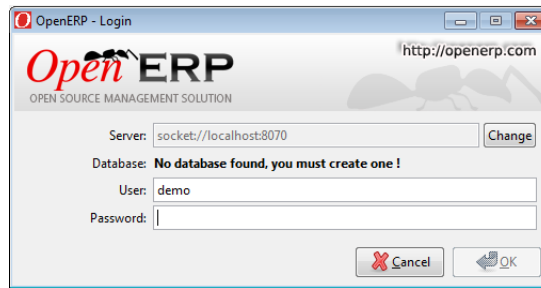 OpenERP - Login
http://openerp.com
Open ERP
OPEN SOURCE MANAGEMENT SOLUTION
Server: socket://localhost:8070 Change
Database: No database found, you must create one !
User: demo
Password:
Cancel OK